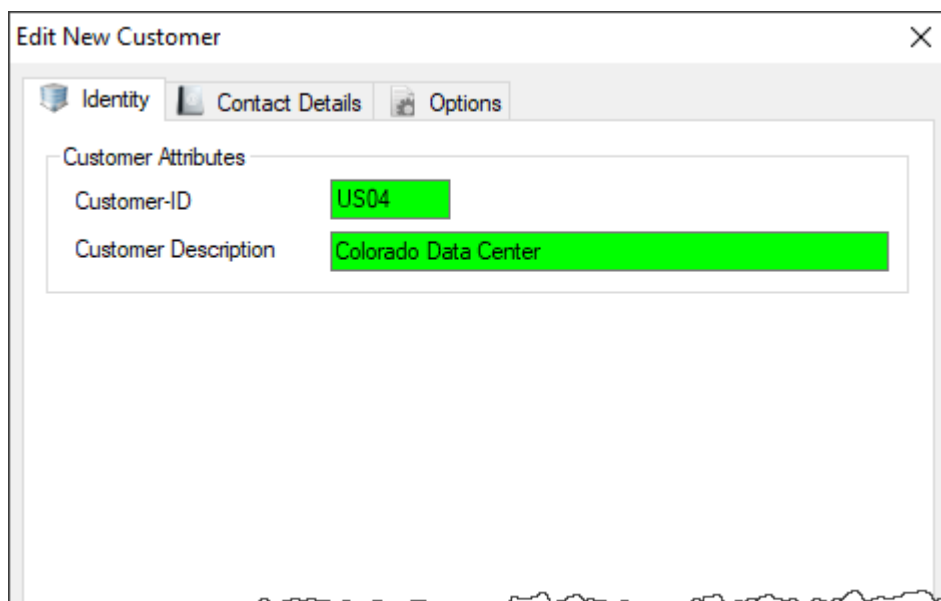 Edit New Customer
Identity Contact Details Options
Customer Attributes
Customer-ID US04
Customer Description Colorado Data Center